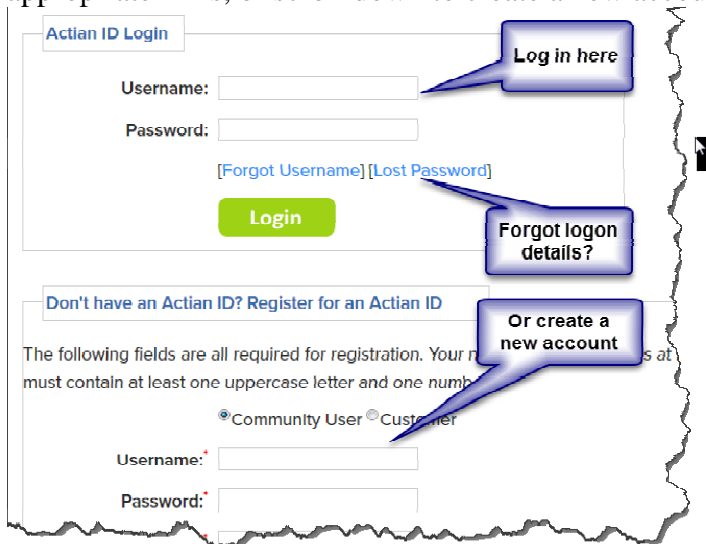 Actian ID Login
Log in here
Username:
Password:
[Forgot Username] [Lost Password]
Login
Forgot logon
details?
Don't have an Actian ID? Register for an Actian ID
Or create a
new account
The following fields are all required for registration. Your s at
must contain at least one uppercase letter and one
Community User Customer
Username:*
Password:*
*